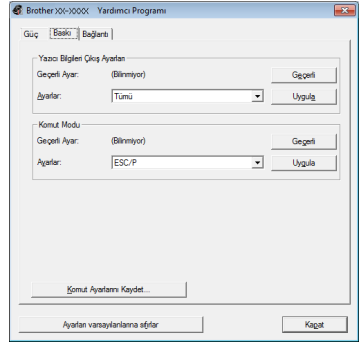 Brother XX-XXXX Yardımcı Programı
Güç Baskı Bağlantı
Yazıcı Bilgileri Çıkış Ayarları
Geçerli Ayar: (Bilinmiyor) Geçerli
Ayarlar: Tümü Uygula
Komut Modu
Geçerli Ayar: (Bilinmiyor) Geçerli
Ayarlar: ESC/P Uygula
Komut Ayarlarını Kaydet...
Ayarları varsayılanlarına sıfırlar Kapat